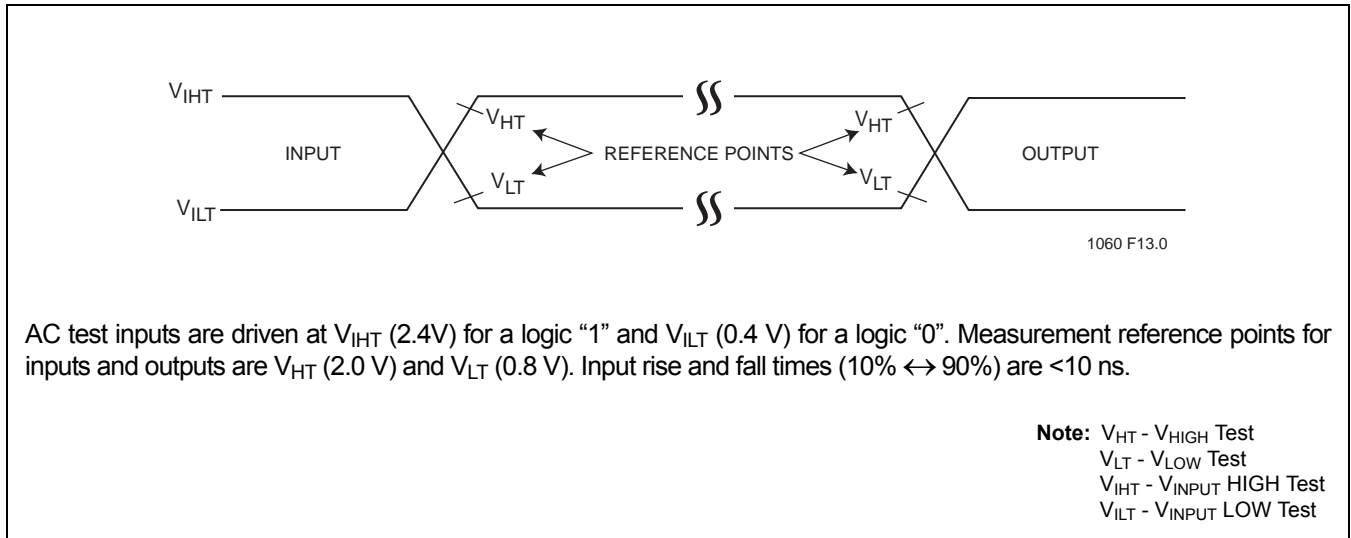 V_IHT
V_HT
V_HT
INPUT
REFERENCE POINTS
OUTPUT
V_LT
V_LT
V_ILT
1060 F13.0
AC test inputs are driven at V_IHT (2.4V) for a logic “1” and V_ILT (0.4 V) for a logic “0”. Measurement reference points for
inputs and outputs are V_HT (2.0 V) and V_LT (0.8 V). Input rise and fall times (10% ↔ 90%) are <10 ns.
Note: V_HT - V_HIGH Test
V_LT - V_LOW Test
V_IHT - V_INPUT HIGH Test
V_ILT - V_INPUT LOW Test